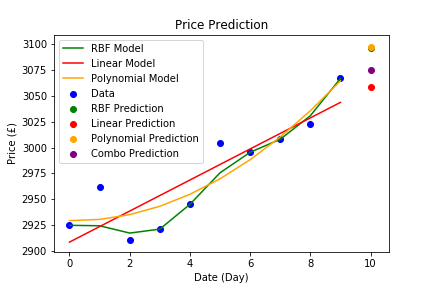 Price Prediction
Price (£)
3100
3075
3050
3025
3000
2975
2950
2925
2900
RBF Model
Linear Model
Polynomial Model
Data
RBF Prediction
Linear Prediction
Polynomial Prediction
Combo Prediction
0 2 4 6 8 10
Date (Day)